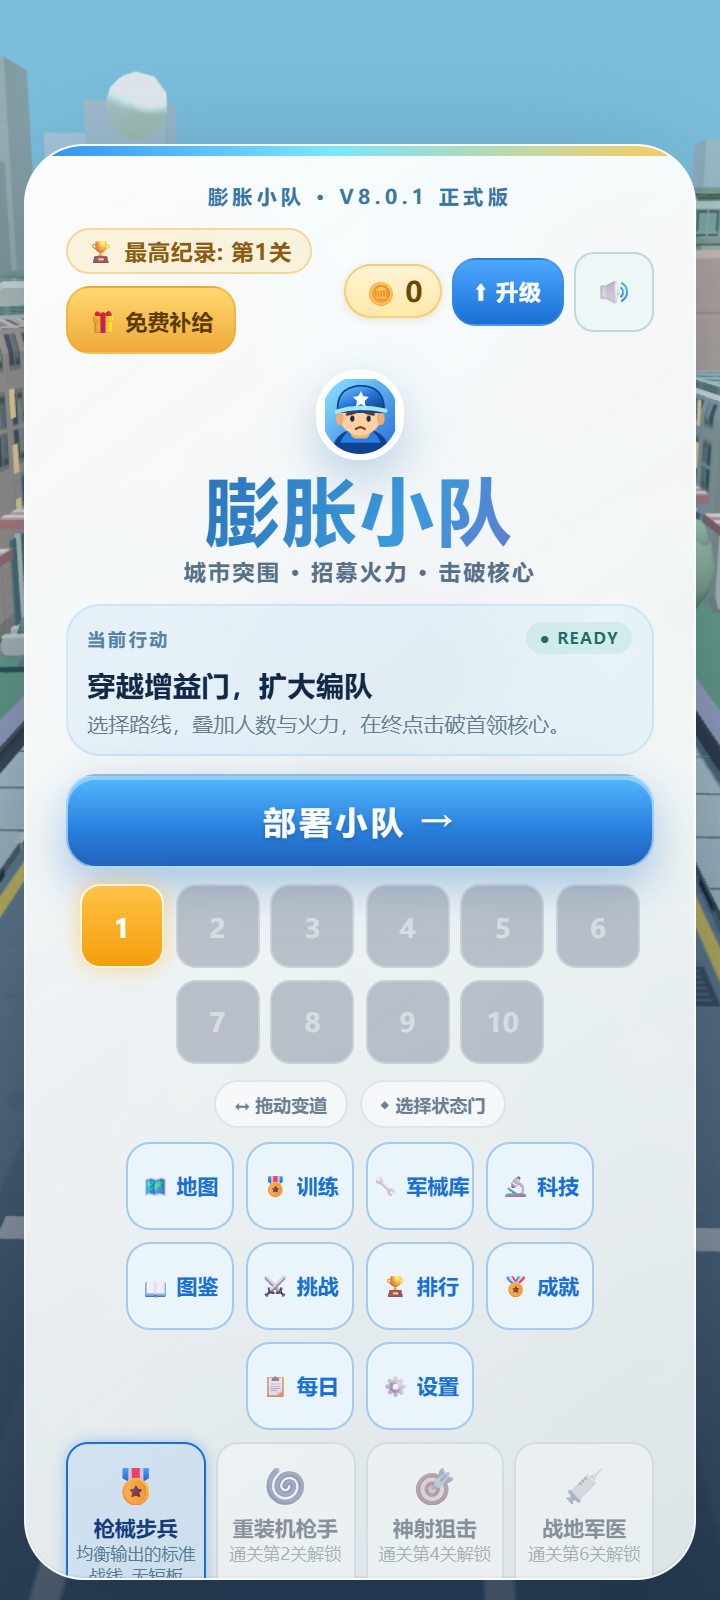 膨胀小队 • V8.0.1 正式版
最高纪录: 第1关
免费补给
0
⬆ 升级
膨胀小队
城市突围 • 招募火力 • 击破核心
当前行动
● READY
穿越增益门，扩大编队
选择路线，叠加人数与火力，在终点击破首领核心。
部署小队 →
1 2 3 4 5 6
7 8 9 10
↔ 拖动变道 ◆ 选择状态门
地图 训练 军械库 科技
图鉴 挑战 排行 成就
每日 设置
枪械步兵 重装机枪手 神射狙击 战地军医
均衡输出的标准 通关第2关解锁 通关第4关解锁 通关第6关解锁
战线, 无短板